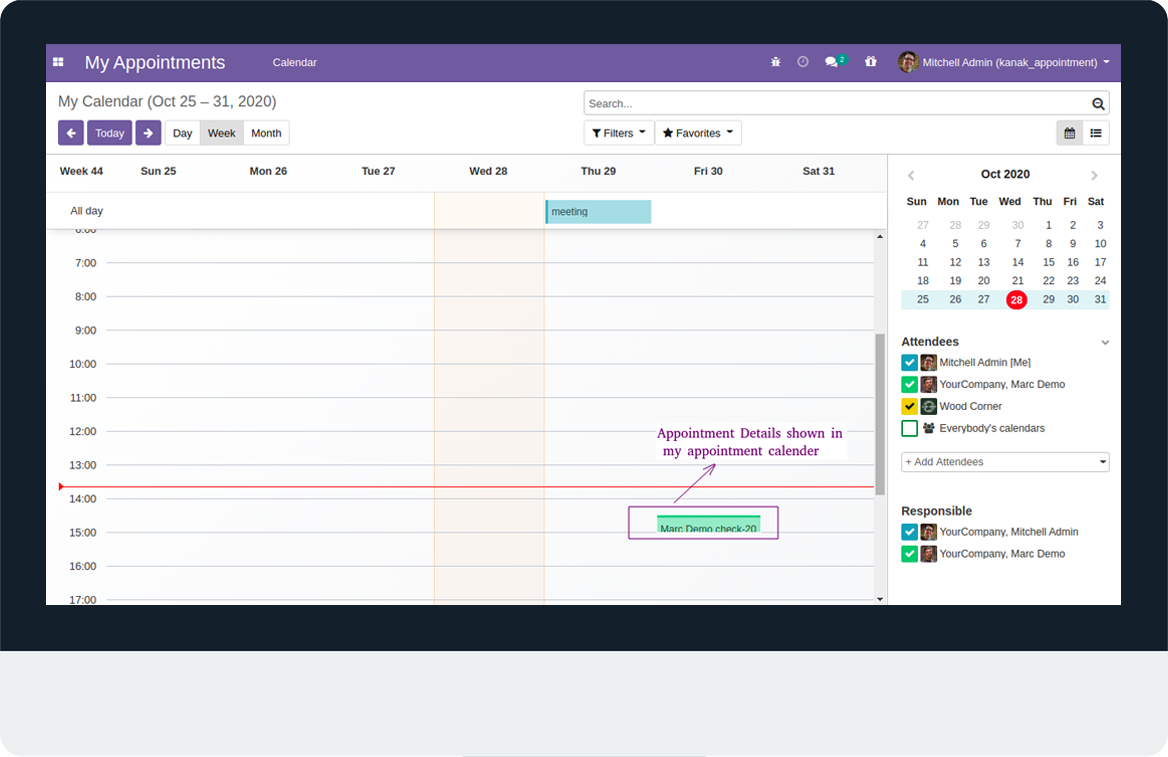 My Appointments Calendar 2 Mitchell Admin (kanak_appointment)
My Calendar (Oct 25 – 31, 2020) Search...
Today Day Week Month Filters Favorites
Week 44 Sun 25 Mon 26 Tue 27 Wed 28 Thu 29 Fri 30 Sat 31
All day meeting
6:00
7:00
8:00
9:00
10:00
11:00
12:00
13:00
14:00
15:00
16:00
17:00
Appointment Details shown in
my appointment calender
Marc Demo check-20
Oct 2020
Sun Mon Tue Wed Thu Fri Sat
27 28 29 30 1 2 3
4 5 6 7 8 9 10
11 12 13 14 15 16 17
18 19 20 21 22 23 24
25 26 27 28 29 30 31
Attendees
Mitchell Admin [Me]
YourCompany, Marc Demo
Wood Corner
Everybody's calendars
+ Add Attendees
Responsible
YourCompany, Mitchell Admin
YourCompany, Marc Demo